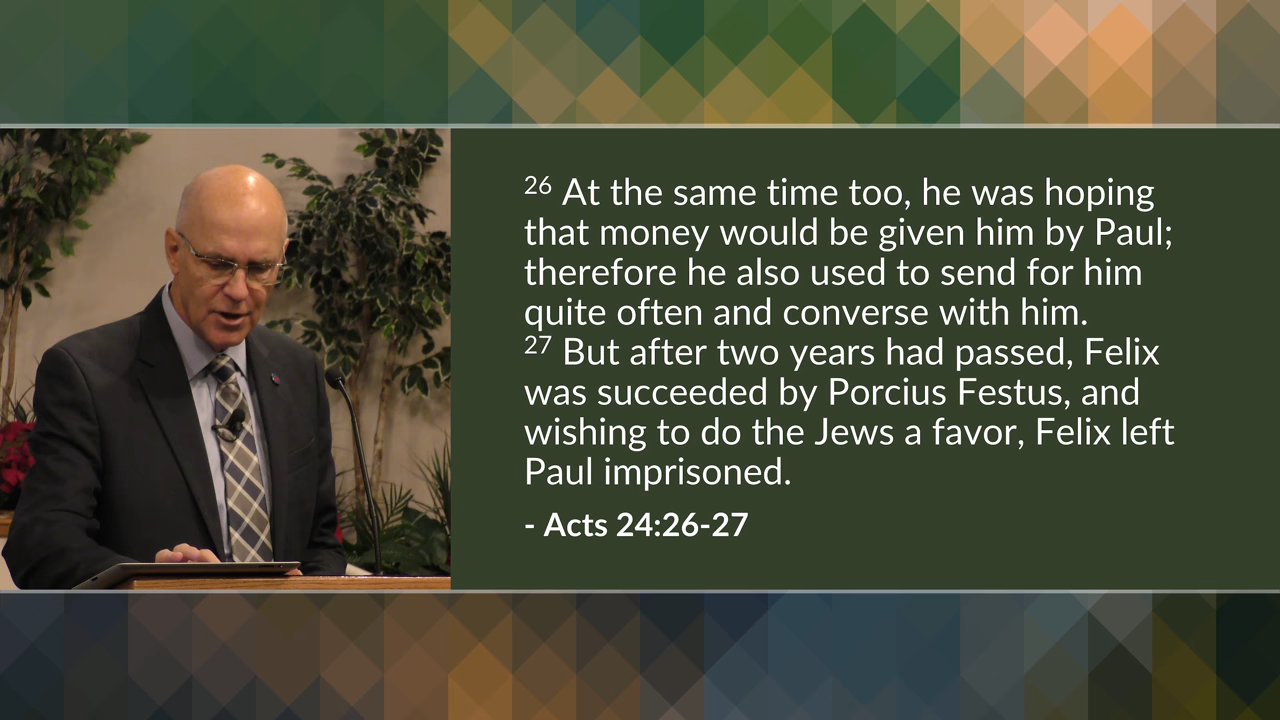 26 At the same time too, he was hoping
that money would be given him by Paul;
therefore he also used to send for him
quite often and converse with him.
27 But after two years had passed, Felix
was succeeded by Porcius Festus, and
wishing to do the Jews a favor, Felix left
Paul imprisoned.
- Acts 24:26-27